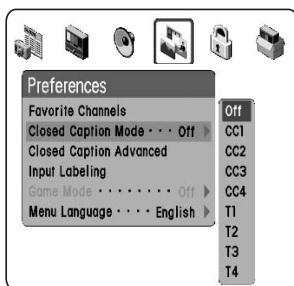 Preferences
Favorite Channels
Closed Caption Mode · · · Off
Closed Caption Advanced
Input Labeling
Game Mode · · · · · · · · Off
Menu Language · · · · English
Off
CC1
CC2
CC3
CC4
T1
T2
T3
T4